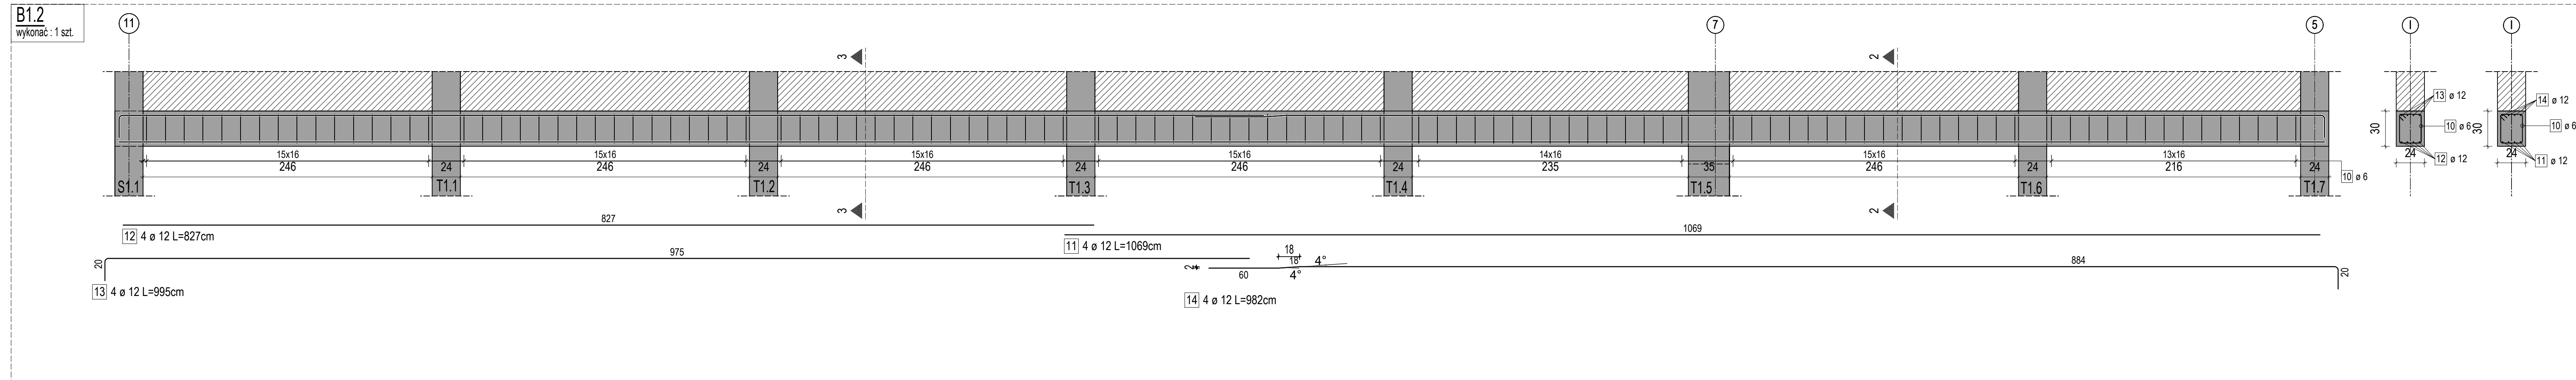 B1.2
wykonać : 1 szt.
11
7
5
I
I
3
2
13 ø 12
14 ø 12
30
10 ø 6
30
10 ø 6
24
12 ø 12
24
11 ø 12
15x16
15x16
15x16
15x16
14x16
15x16
13x16
246
24
246
24
246
24
246
24
235
35
246
24
216
24
10 ø 6
S1.1
T1.1
T1.2
T1.3
T1.4
T1.5
T1.6
T1.7
3
2
827
12 4 ø 12 L=827cm
1069
11 4 ø 12 L=1069cm
20
975
13 4 ø 12 L=995cm
18
2
60
18
4°
4°
884
20
14 4 ø 12 L=982cm